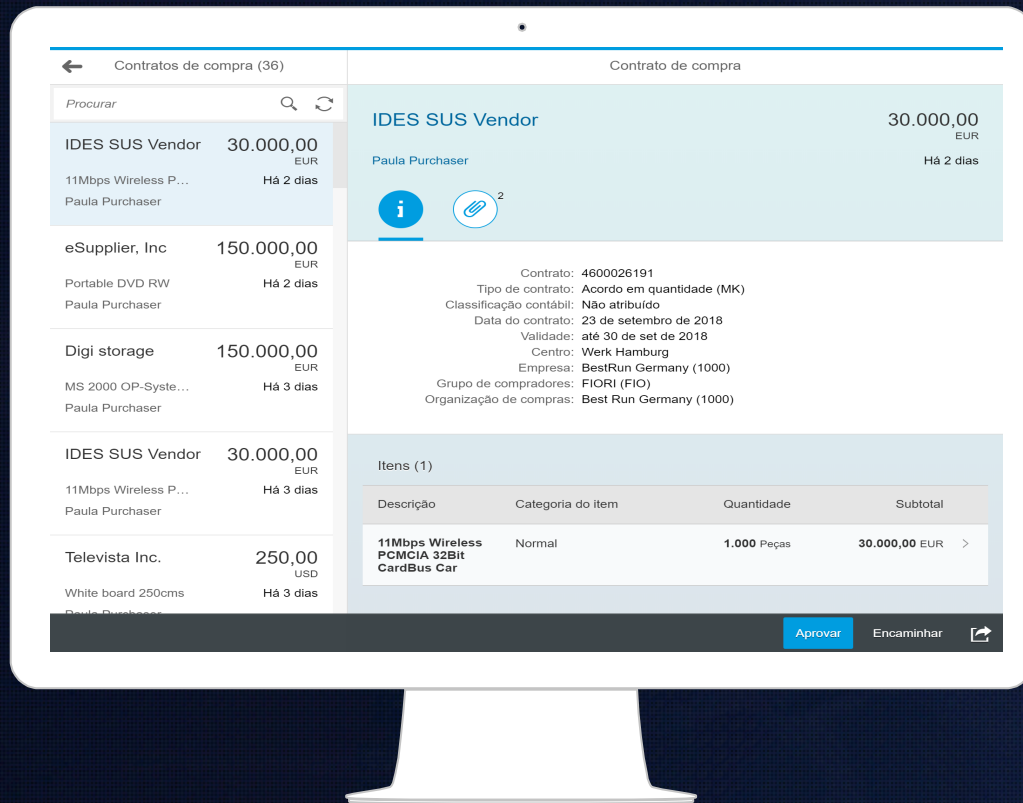 Contratos de compra (36)
Procurar
IDES SUS Vendor 30.000,00
EUR
11Mbps Wireless P... Há 2 dias
Paula Purchaser
eSupplier, Inc 150.000,00
EUR
Portable DVD RW Há 2 dias
Paula Purchaser
Digi storage 150.000,00
EUR
MS 2000 OP-Syste... Há 3 dias
Paula Purchaser
IDES SUS Vendor 30.000,00
EUR
11Mbps Wireless P... Há 3 dias
Paula Purchaser
Televista Inc. 250,00
USD
White board 250cms Há 3 dias
Paula Purchaser
Contrato de compra
IDES SUS Vendor 30.000,00
EUR
Paula Purchaser Há 2 dias
2
Contrato: 4600026191
Tipo de contrato: Acordo em quantidade (MK)
Classificação contábil: Não atribuído
Data do contrato: 23 de setembro de 2018
Validade: até 30 de set de 2018
Centro: Werk Hamburg
Empresa: BestRun Germany (1000)
Grupo de compradores: FIORI (FIO)
Organização de compras: Best Run Germany (1000)
Itens (1)
Descrição Categoria do item Quantidade Subtotal
11Mbps Wireless Normal 1.000 Peças 30.000,00 EUR
PCMCIA 32Bit
CardBus Car
Aprovar Encaminhar